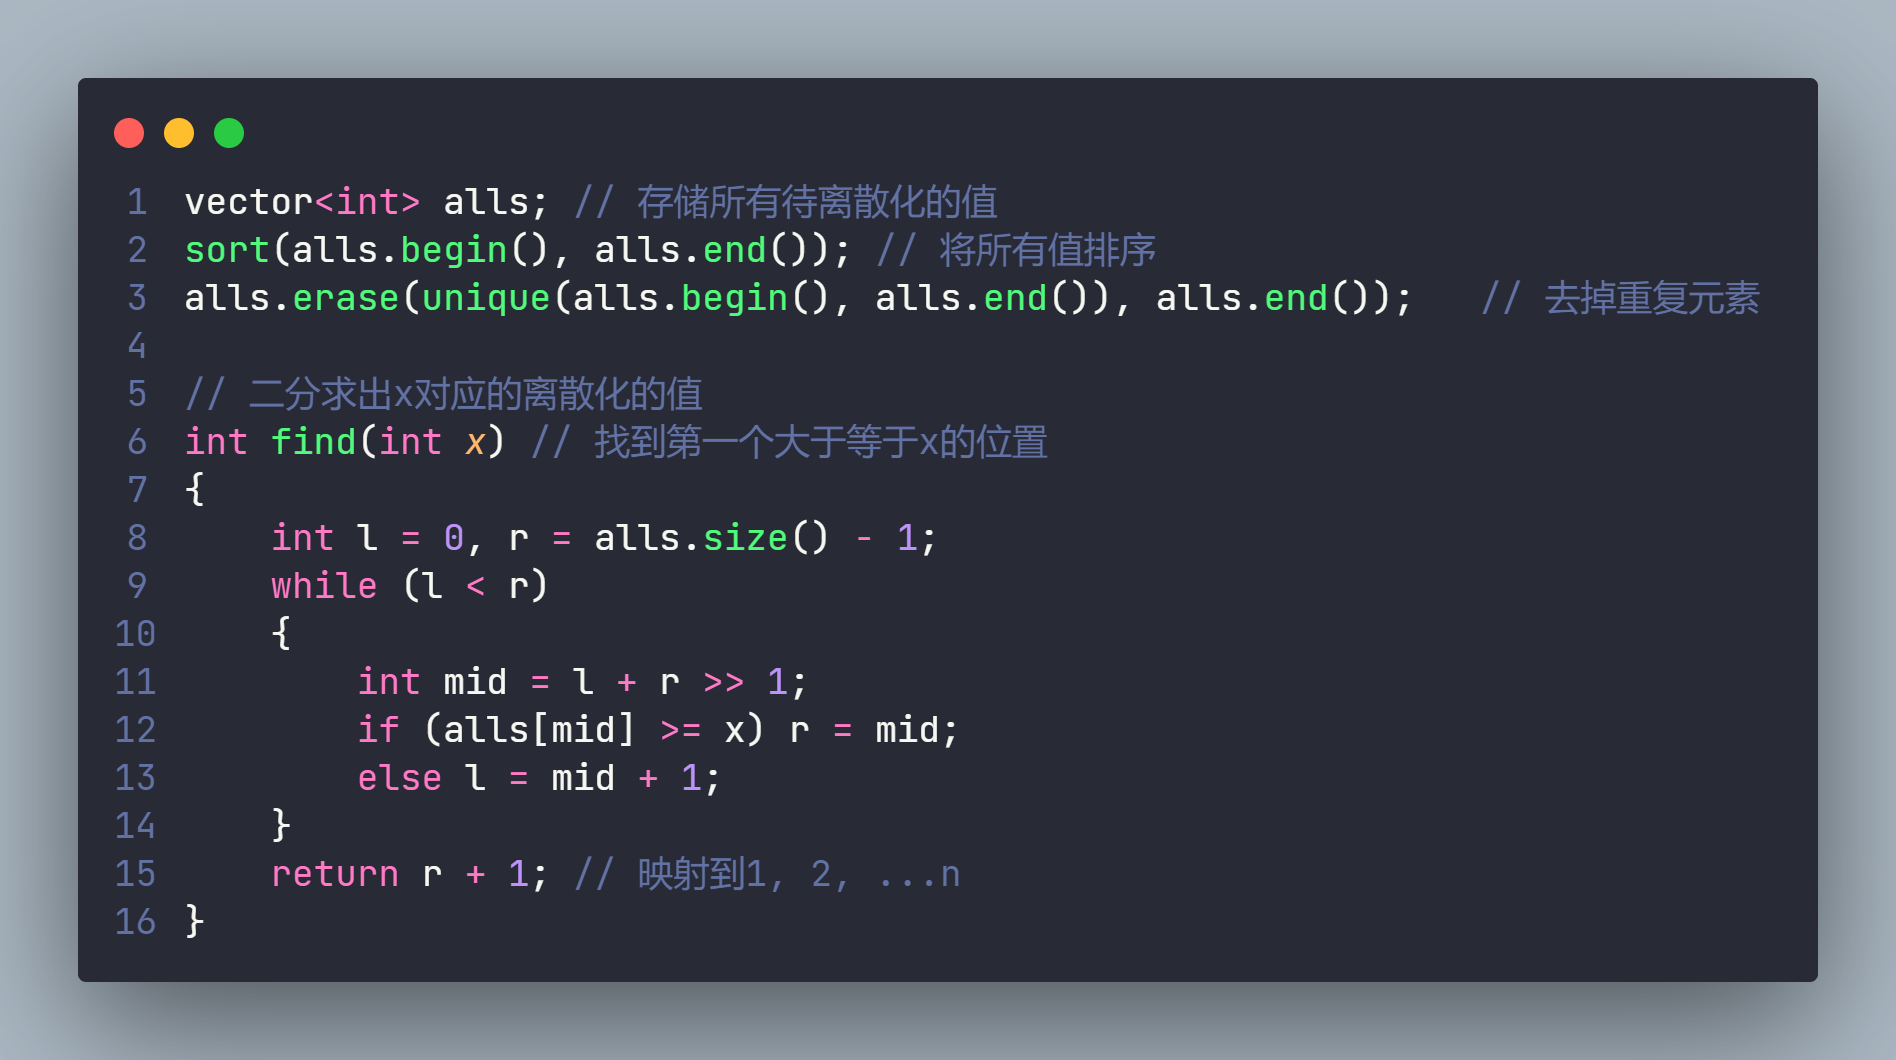 1 vector<int> alls; // 存储所有待离散化的值
2 sort(alls.begin(), alls.end()); // 将所有值排序
3 alls.erase(unique(alls.begin(), alls.end()), alls.end());   // 去掉重复元素
4
5 // 二分求出x对应的离散化的值
6 int find(int x) // 找到第一个大于等于x的位置
7 {
8     int l = 0, r = alls.size() - 1;
9     while (l < r)
10     {
11         int mid = l + r >> 1;
12         if (alls[mid] >= x) r = mid;
13         else l = mid + 1;
14     }
15     return r + 1; // 映射到1, 2, ...n
16 }